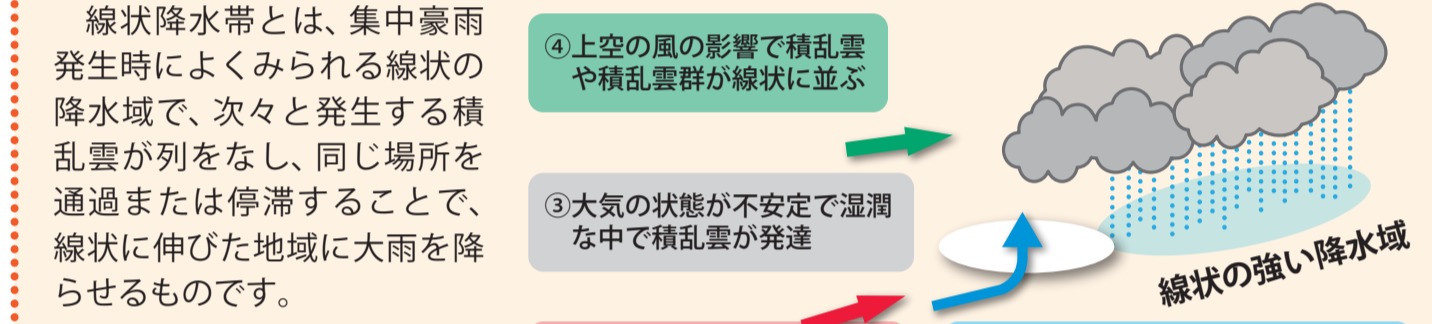 線状降水帯とは、集中豪雨
発生時によくみられる線状の
降水域で、次々と発生する積
乱雲が列をなし、同じ場所を
通過または停滞することで、
線状に伸びた地域に大雨を降
らせるものです。
④上空の風の影響で積乱雲
や積乱雲群が線状に並ぶ
③大気の状態が不安定で湿潤
な中で積乱雲が発達
線状の強い降水域